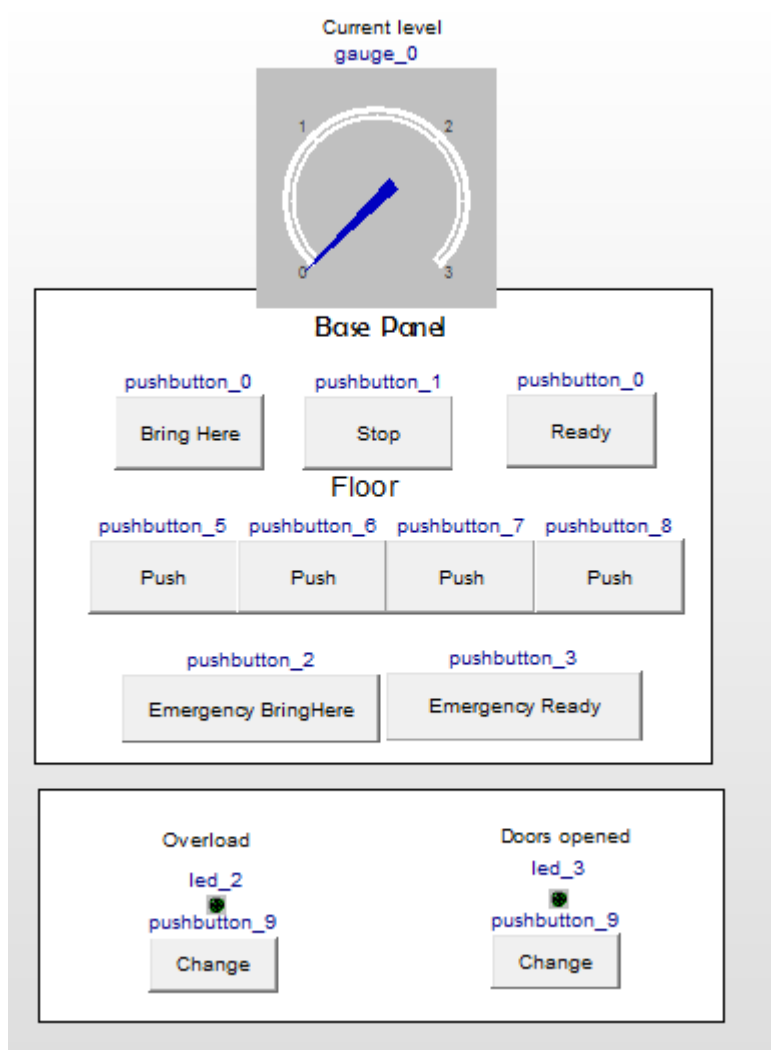 Current level
gauge_0
1 2
0 3
Base Panel
pushbutton_0 pushbutton_1 pushbutton_0
Bring Here Stop Ready
Floor
pushbutton_5 pushbutton_6 pushbutton_7 pushbutton_8
Push Push Push Push
pushbutton_2 pushbutton_3
Emergency BringHere Emergency Ready
Overload Doors opened
led_2 led_3
pushbutton_9 pushbutton_9
Change Change